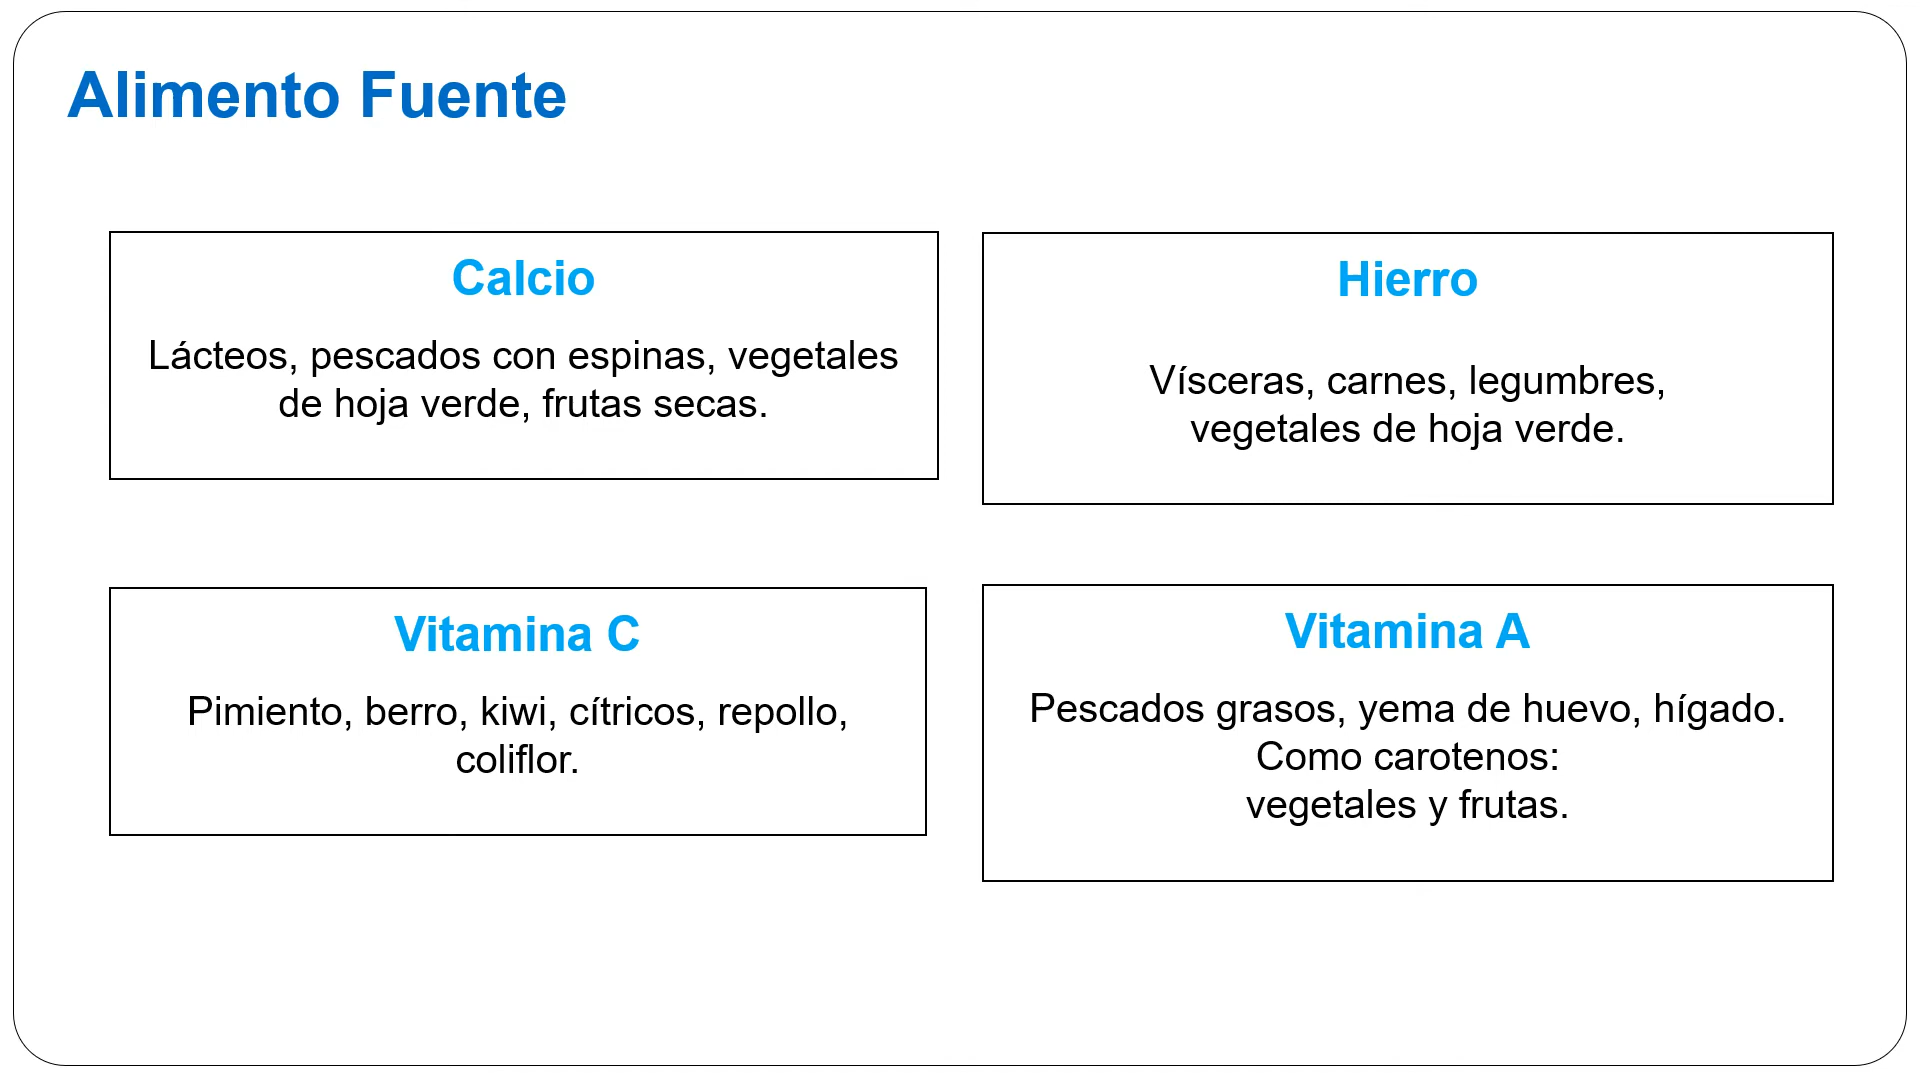 Alimento Fuente
Calcio
Lácteos, pescados con espinas, vegetales
de hoja verde, frutas secas.
Hierro
Vísceras, carnes, legumbres,
vegetales de hoja verde.
Vitamina C
Pimiento, berro, kiwi, cítricos, repollo,
coliflor.
Vitamina A
Pescados grasos, yema de huevo, hígado.
Como carotenos:
vegetales y frutas.